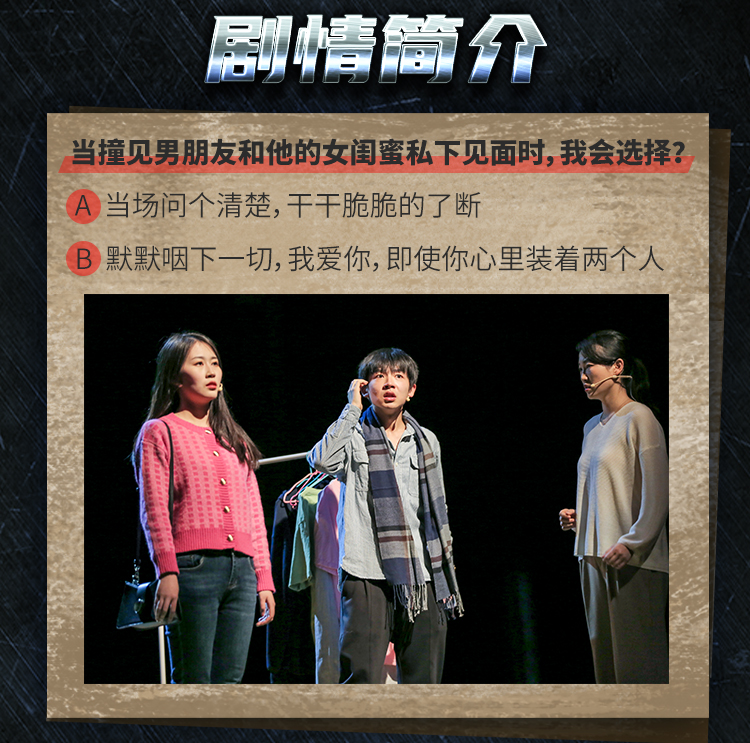 剧情简介
当撞见男朋友和他的女闺蜜私下见面时,我会选择?
A 当场问个清楚,干干脆脆的了断
B 默默咽下一切,我爱你,即使你心里装着两个人